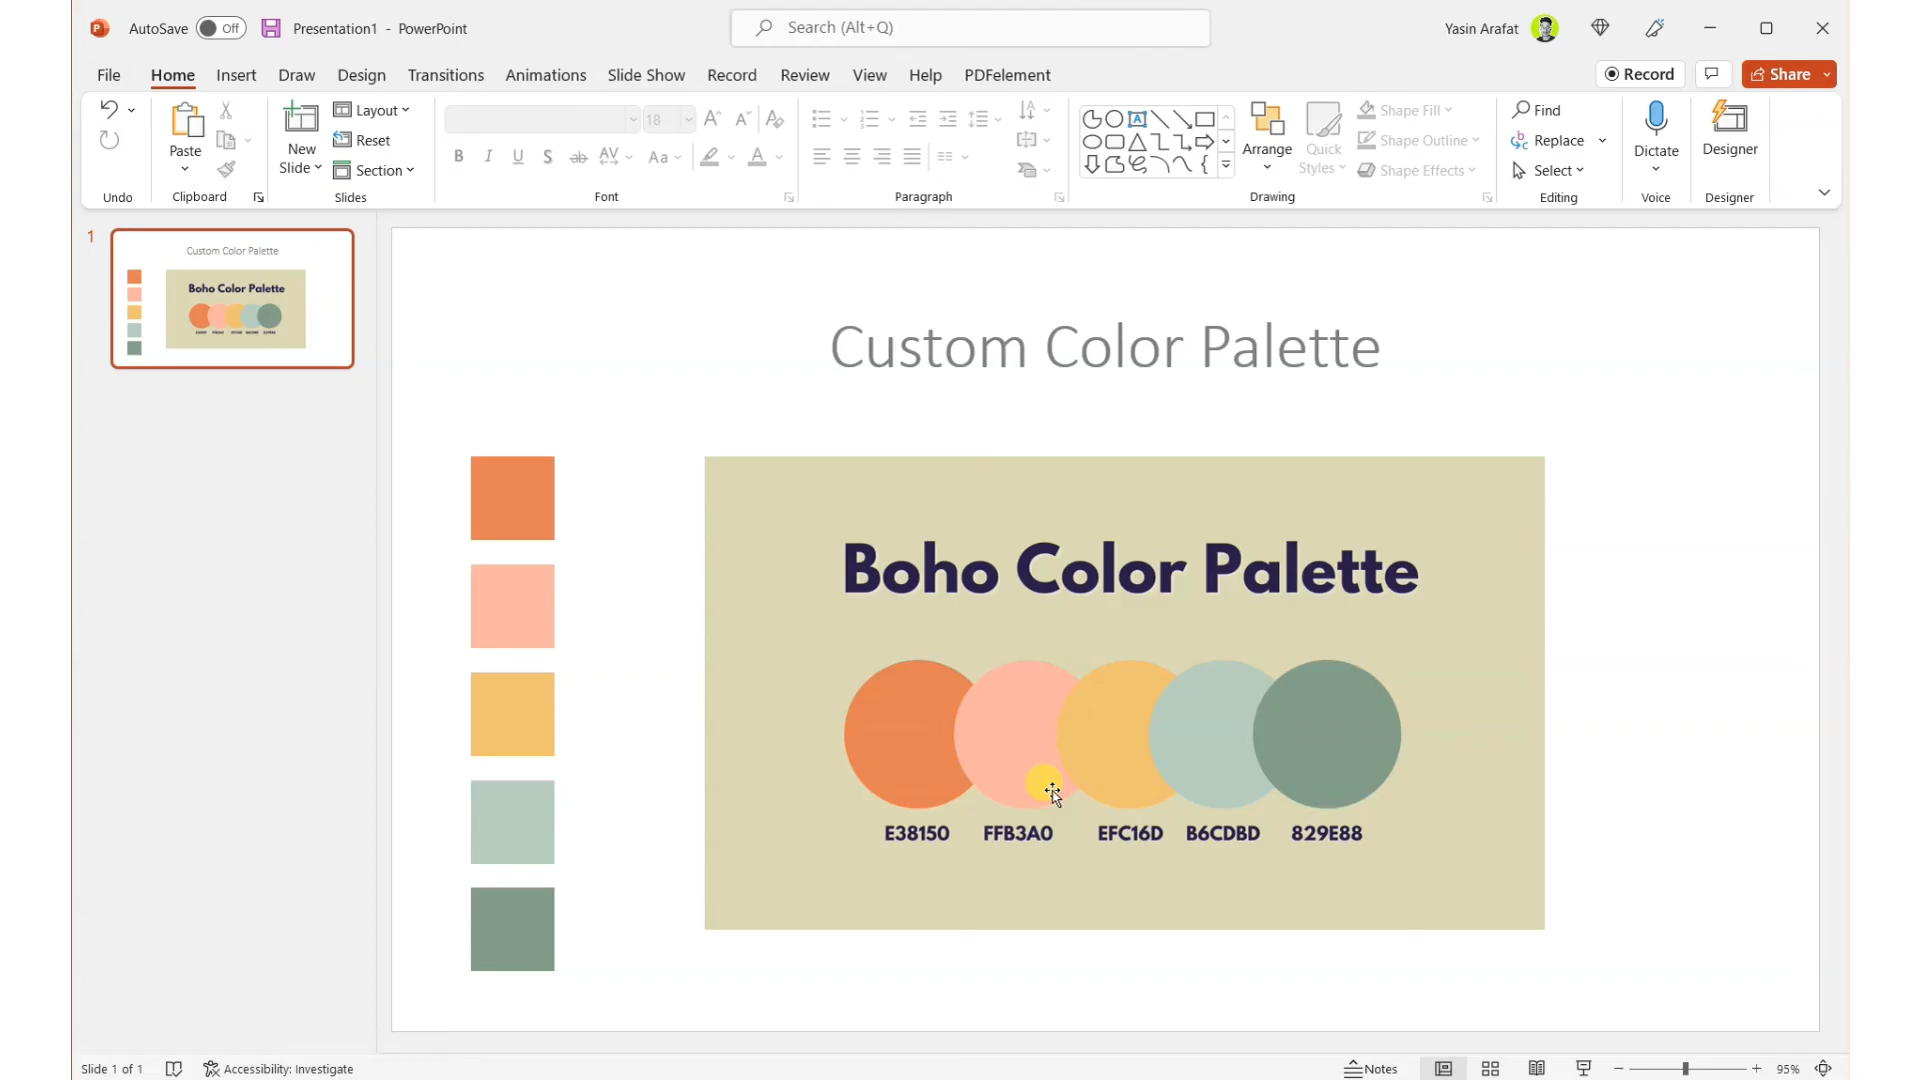 AutoSave Off Presentation1 - PowerPoint Search (Alt+Q) Yasin Arafat
File Home Insert Draw Design Transitions Animations Slide Show Record Review View Help PDFelement Record Share
Paste New Slide Layout Reset Section 18 Arrange Quick Styles Shape Fill Shape Outline Shape Effects Find Replace Select Dictate Designer
Undo Clipboard Slides Font Paragraph Drawing Editing Voice Designer
1
Custom Color Palette
Boho Color Palette
Custom Color Palette
Boho Color Palette
E38150 FFB3A0 EFC16D B6CDBD 829E88
Slide 1 of 1 Accessibility: Investigate Notes 95%